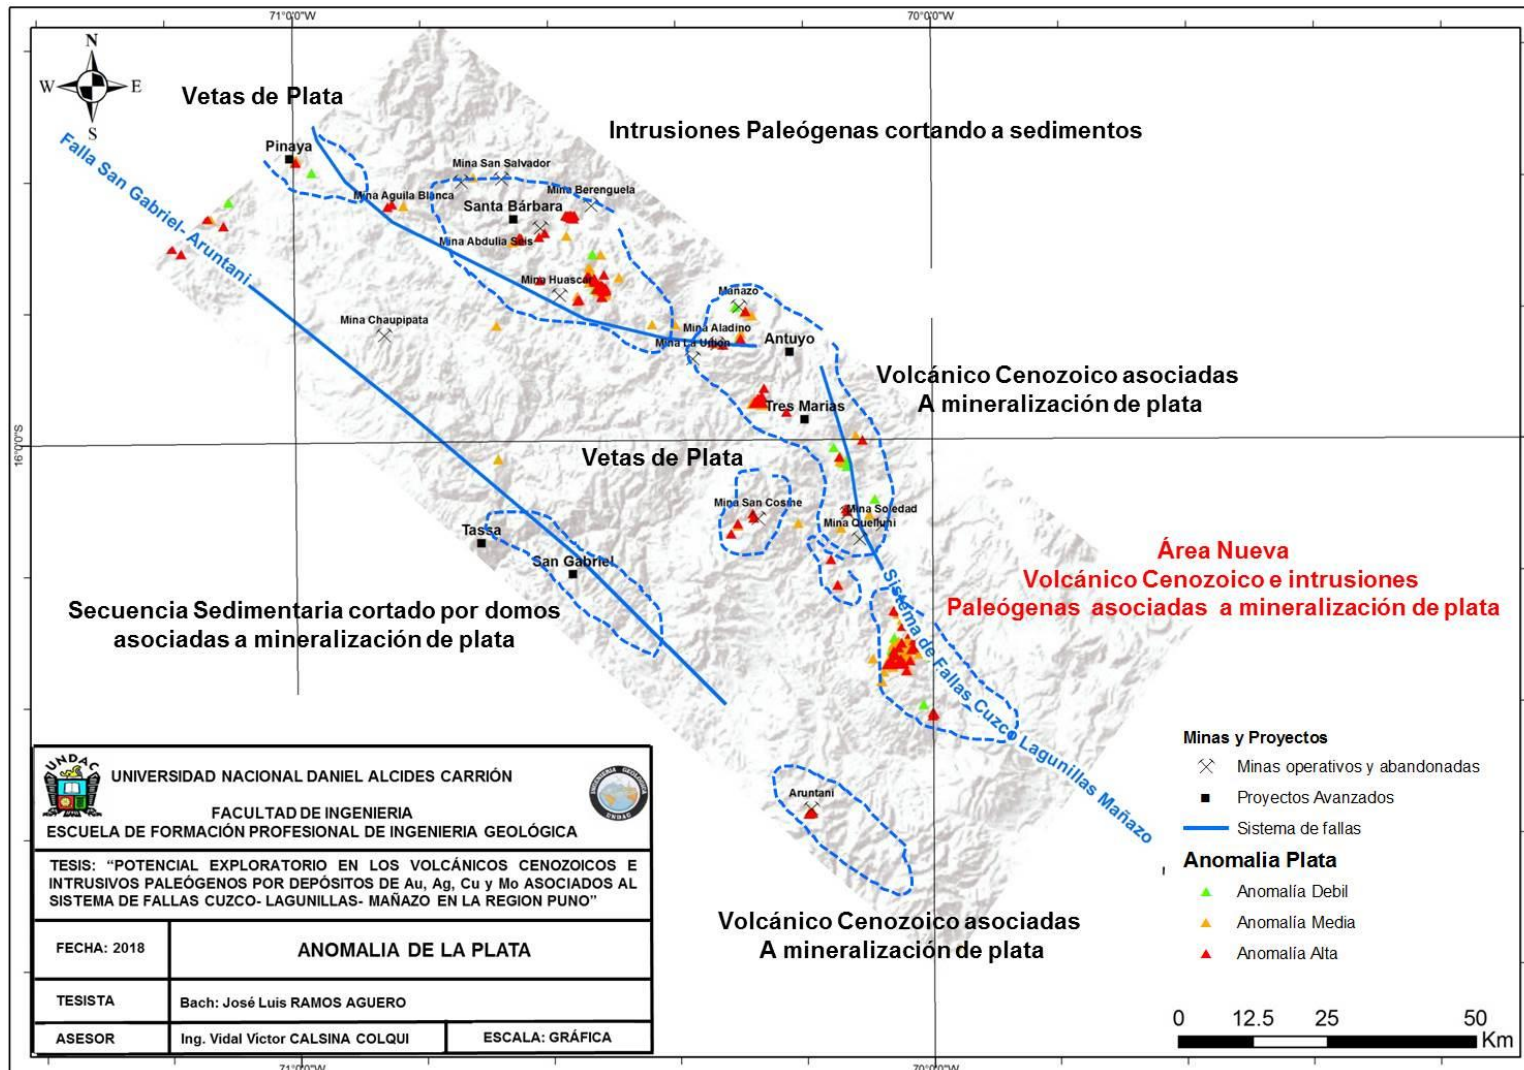 71°0'0"W
70°0'0"W
N
W
E
S
Vetas de Plata
Intrusiones Paleógenas cortando a sedimentos
Pinaya
Falla San Gabriel- Aruntani
Mina San Salvador
Mina Aguila Blanca
Mina Berenguela
Santa Bárbara
Mina Abdulia Seis
Mina Huascar
Mañazo
Mina Chaupipata
Mina Aladino
Mina La Union
Antuyo
Volcánico Cenozoico asociadas
A mineralización de plata
Tres Marias
16°0'0"S
Vetas de Plata
Mina San Cosme
Mina Soledad
Mina Quelluni
Tassa
San Gabriel
Área Nueva
Volcánico Cenozoico e intrusiones
Paleógenas asociadas a mineralización de plata
Sistema de Fallas Cuzco Lagunillas Mañazo
Secuencia Sedimentaria cortado por domos
asociadas a mineralización de plata
Aruntani
Volcánico Cenozoico asociadas
A mineralización de plata
Minas y Proyectos
Minas operativos y abandonadas
Proyectos Avanzados
Sistema de fallas
Anomalia Plata
Anomalía Debil
Anomalía Media
Anomalía Alta
0 12.5 25 50
Km
UNDAC
UNIVERSIDAD NACIONAL DANIEL ALCIDES CARRIÓN
FACULTAD DE INGENIERIA
ESCUELA DE FORMACIÓN PROFESIONAL DE INGENIERIA GEOLÓGICA
TESIS: “POTENCIAL EXPLORATORIO EN LOS VOLCÁNICOS CENOZOICOS E
INTRUSIVOS PALEÓGENOS POR DEPÓSITOS DE Au, Ag, Cu y Mo ASOCIADOS AL
SISTEMA DE FALLAS CUZCO- LAGUNILLAS- MAÑAZO EN LA REGION PUNO”
FECHA: 2018
ANOMALIA DE LA PLATA
TESISTA
Bach: José Luis RAMOS AGUERO
ASESOR
Ing. Vidal Víctor CALSINA COLQUI
ESCALA: GRÁFICA
71°0'0"W
70°0'0"W